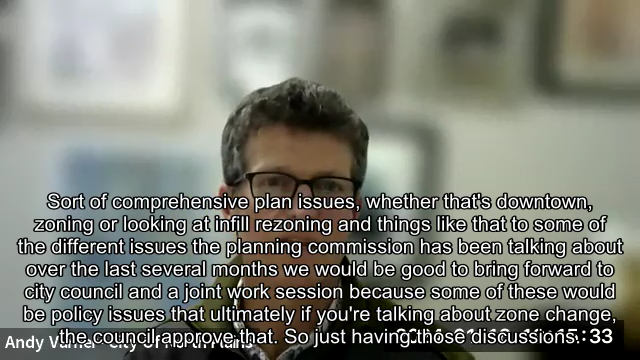 Sort of comprehensive plan issues, whether that's downtown,
zoning or looking at infill rezoning and things like that to some of
the different issues the planning commission has been talking about
over the last several months we would be good to bring forward to
city council and a joint work session because some of these would
be policy issues that ultimately if you're talking about zone change,
the council approve that. So just having those discussions.
Andy